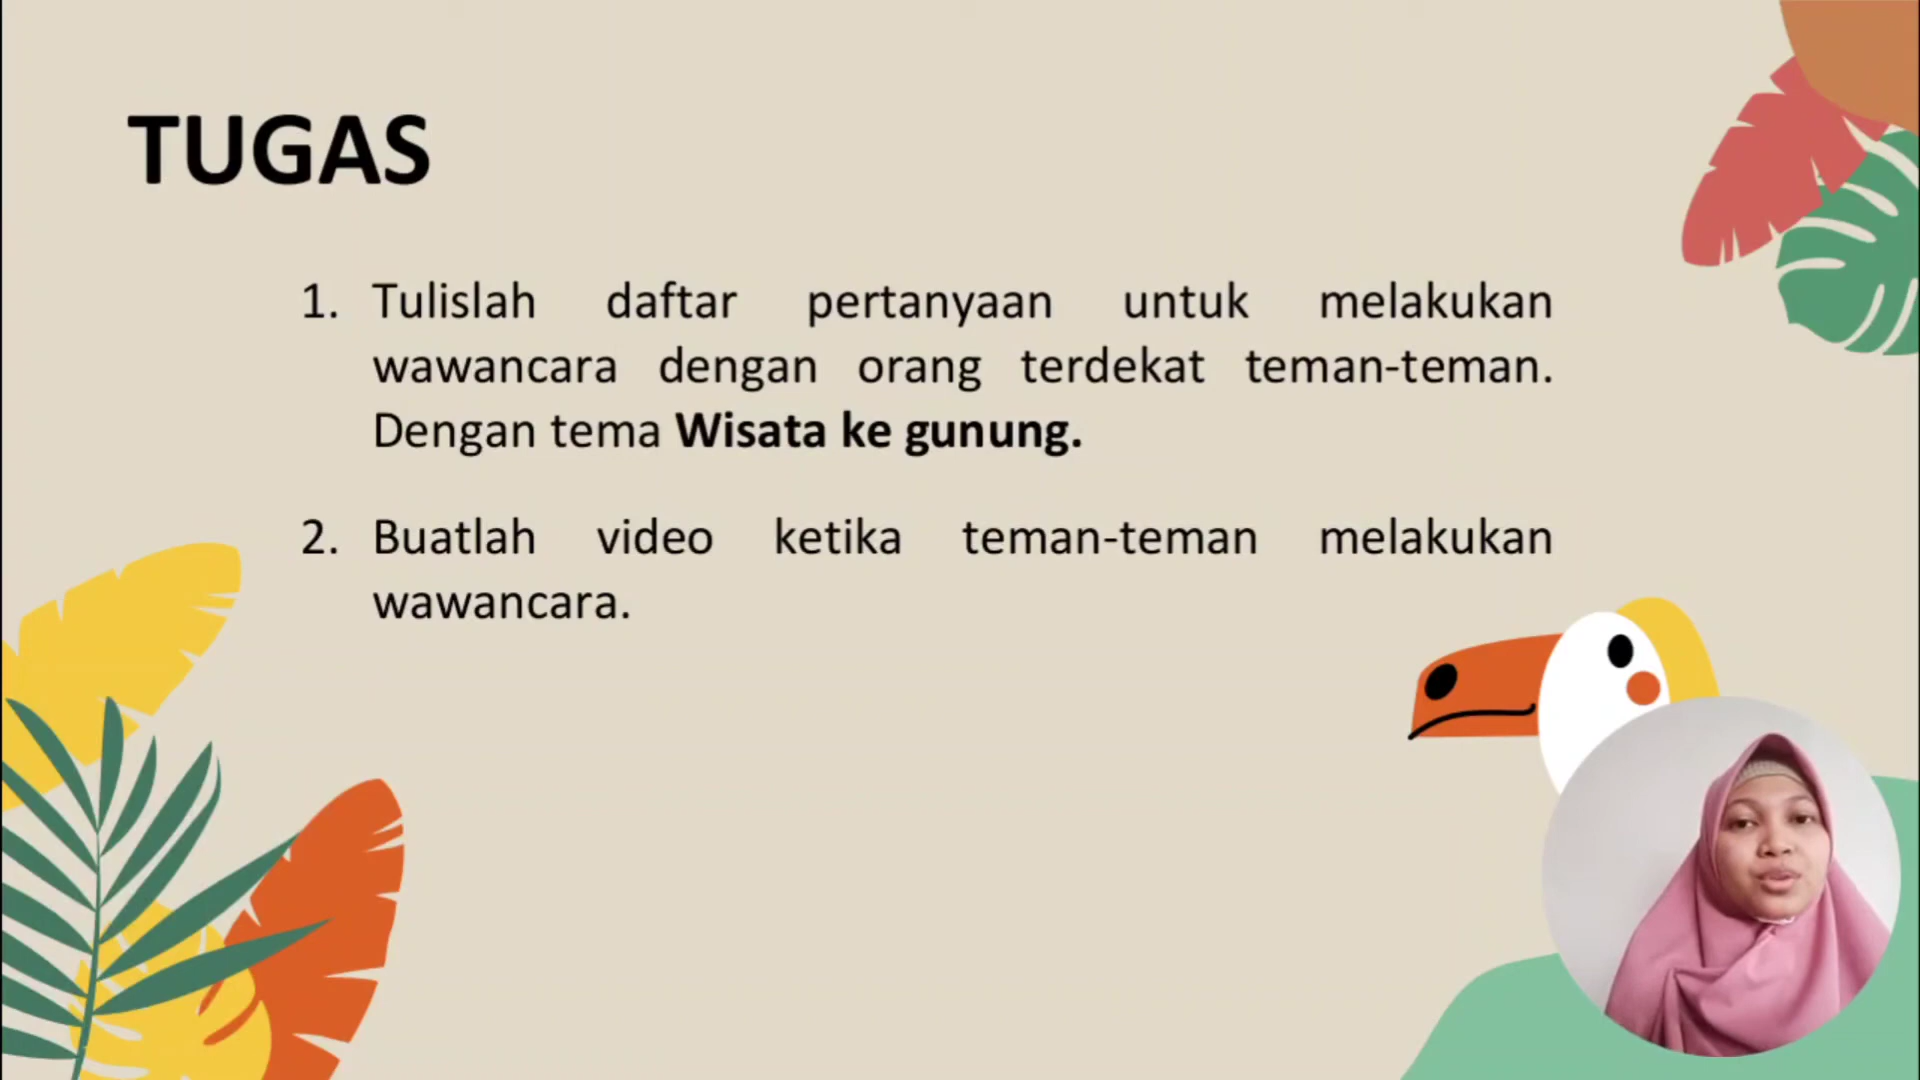 TUGAS
1. Tulislah daftar pertanyaan untuk melakukan
wawancara dengan orang terdekat teman-teman.
Dengan tema Wisata ke gunung.
2. Buatlah video ketika teman-teman melakukan
wawancara.